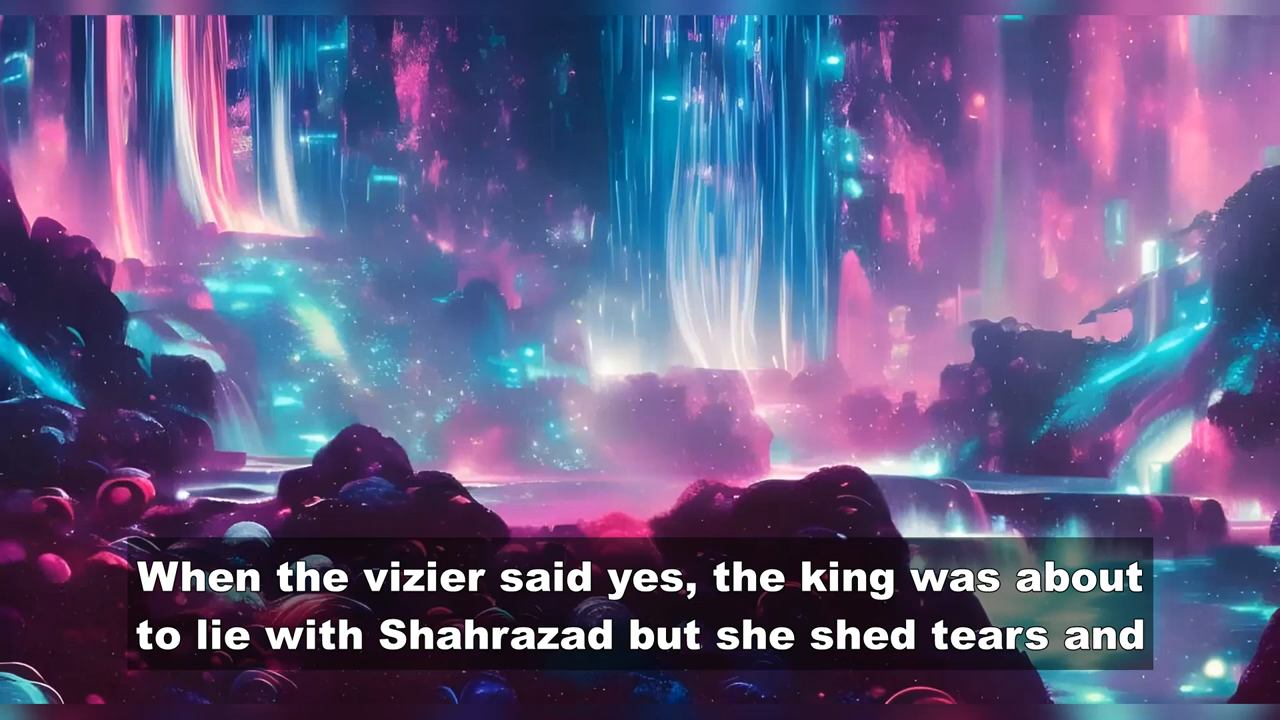 When the vizier said yes, the king was about
to lie with Shahrazad but she shed tears and